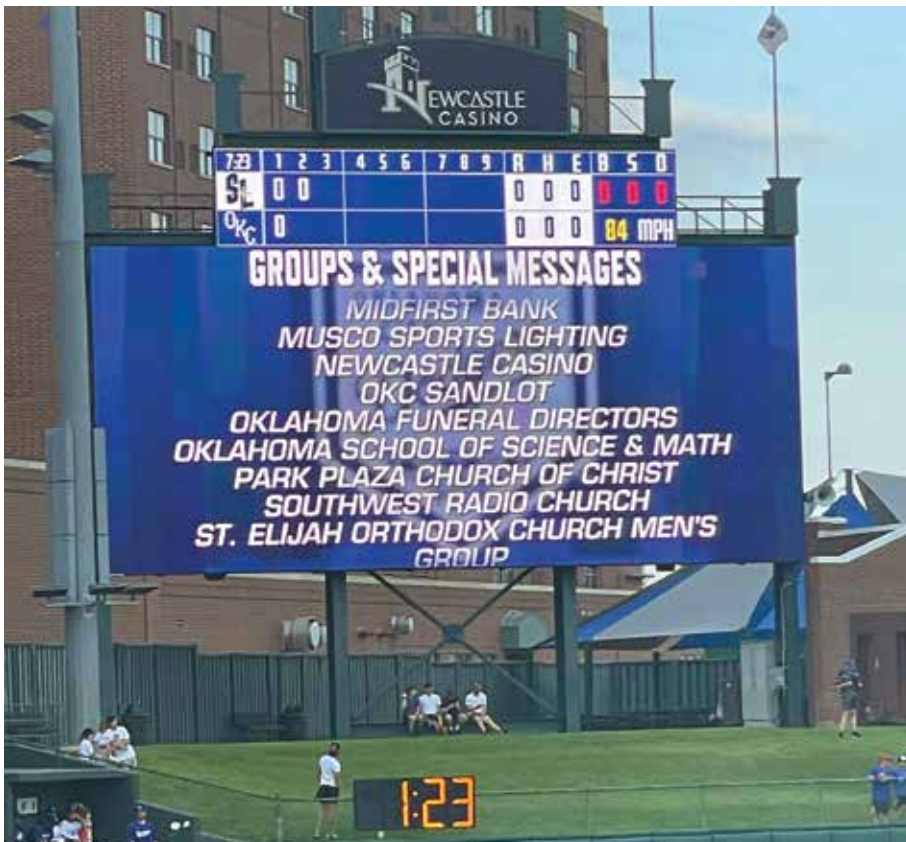 NEWCASTLE
CASINO
7:23 1 2 3 4 5 6 7 8 9 R H E B S O
SL 0 0 0 0 0 0 0 0
OKC 0 0 0 0 84 MPH
GROUPS & SPECIAL MESSAGES
MIDFIRST BANK
MUSCO SPORTS LIGHTING
NEWCASTLE CASINO
OKC SANDLOT
OKLAHOMA FUNERAL DIRECTORS
OKLAHOMA SCHOOL OF SCIENCE & MATH
PARK PLAZA CHURCH OF CHRIST
SOUTHWEST RADIO CHURCH
ST. ELIJAH ORTHODOX CHURCH MEN'S
GROUP
1:23